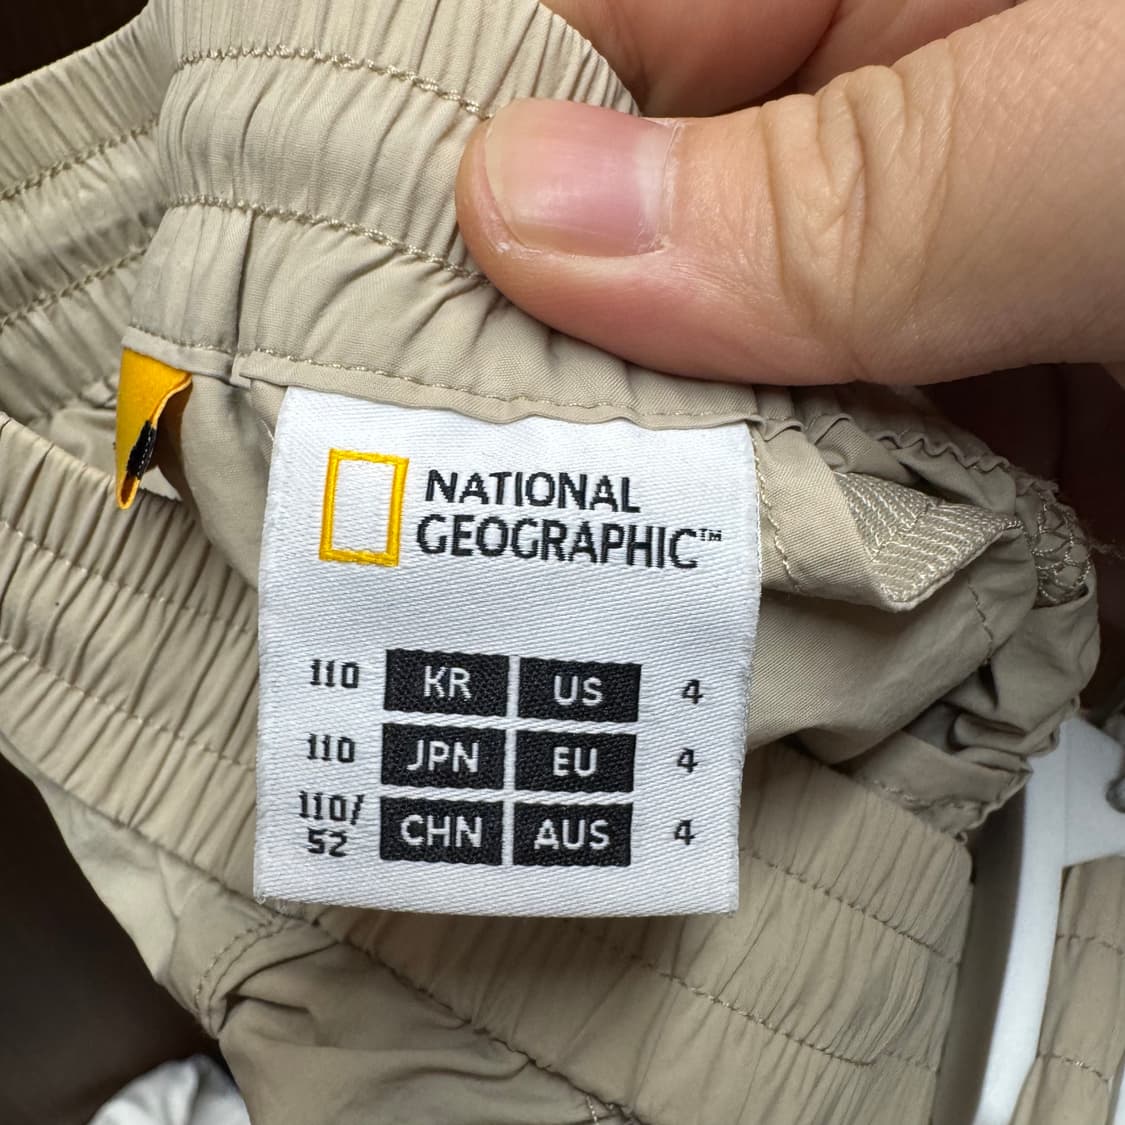 NATIONAL
GEOGRAPHIC™
110 KR US 4
110 JPN EU 4
110/
52 CHN AUS 4